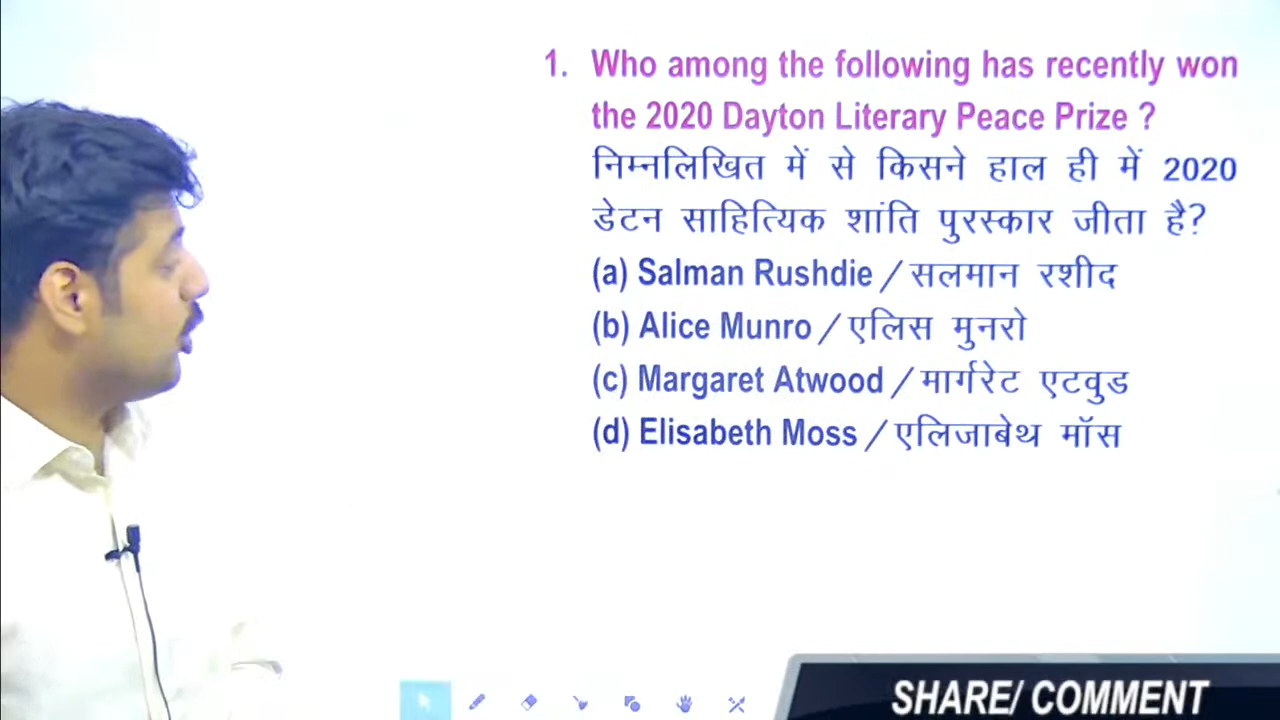 1. Who among the following has recently won
the 2020 Dayton Literary Peace Prize ?
निम्नलिखित में से किसने हाल ही में 2020
डेटन साहित्यिक शांति पुरस्कार जीता है?
(a) Salman Rushdie / सलमान रशीद
(b) Alice Munro / एलिस मुनरो
(c) Margaret Atwood / मार्गरेट एटवुड
(d) Elisabeth Moss / एलिजाबेथ मॉस
SHARE/ COMMENT